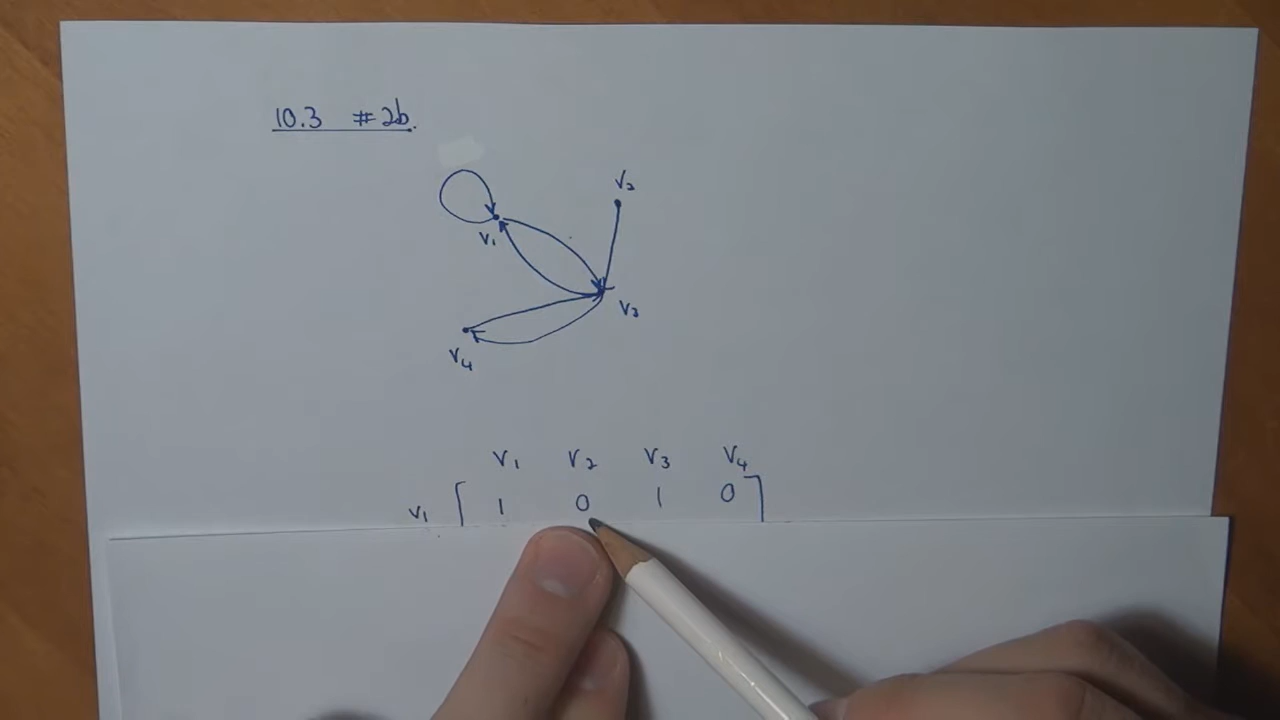 10.3 #2b.
V₂
V₁
V₃
V₄
V₁ V₂ V₃ V₄
V₁ [ 1 0 1 0 ]